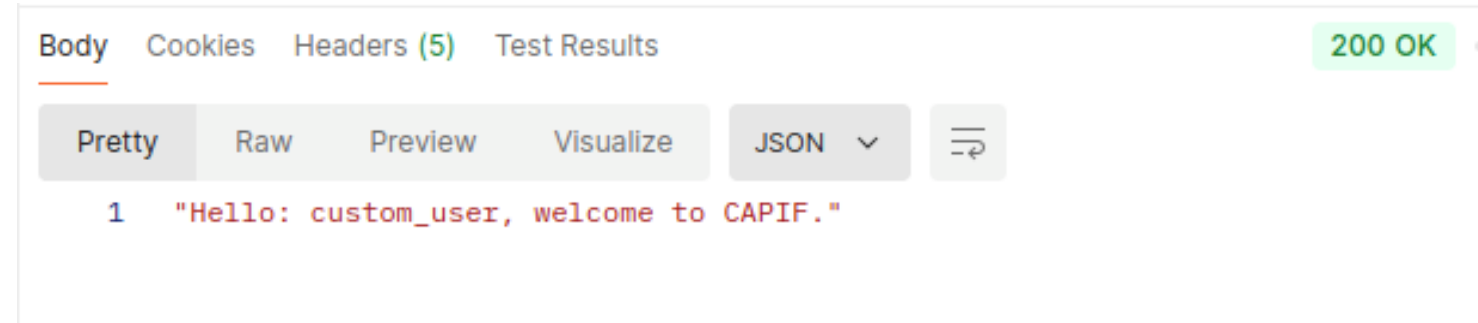 Body Cookies Headers (5) Test Results 200 OK
Pretty Raw Preview Visualize JSON
1 "Hello: custom_user, welcome to CAPIF."